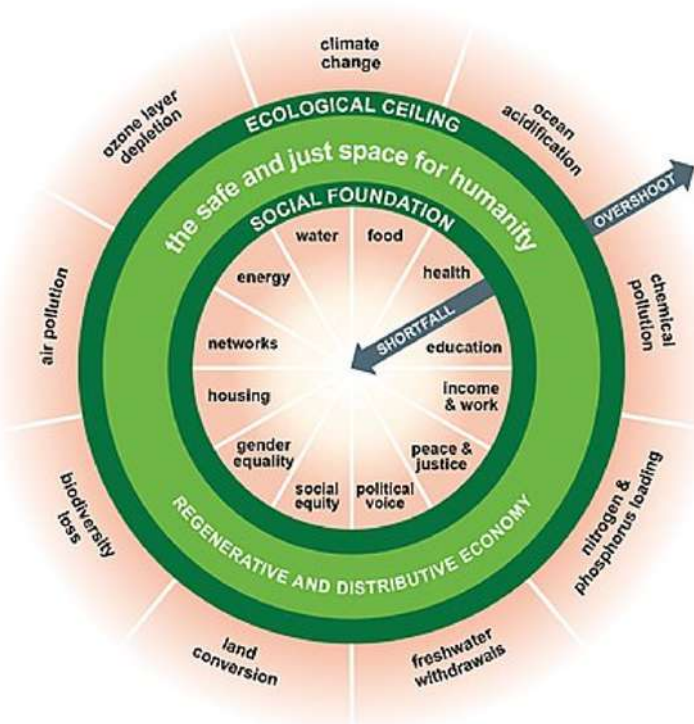 climate
change
ocean
acidification
chemical
pollution
nitrogen &
phosphorus loading
freshwater
withdrawals
land
conversion
biodiversity
loss
air pollution
ozone layer
depletion
ECOLOGICAL CEILING
the safe and just space for humanity
SOCIAL FOUNDATION
OVERSHOOT
SHORTFALL
water
food
health
education
income
& work
peace &
justice
political
voice
social
equity
gender
equality
housing
networks
energy
REGENERATIVE AND DISTRIBUTIVE ECONOMY